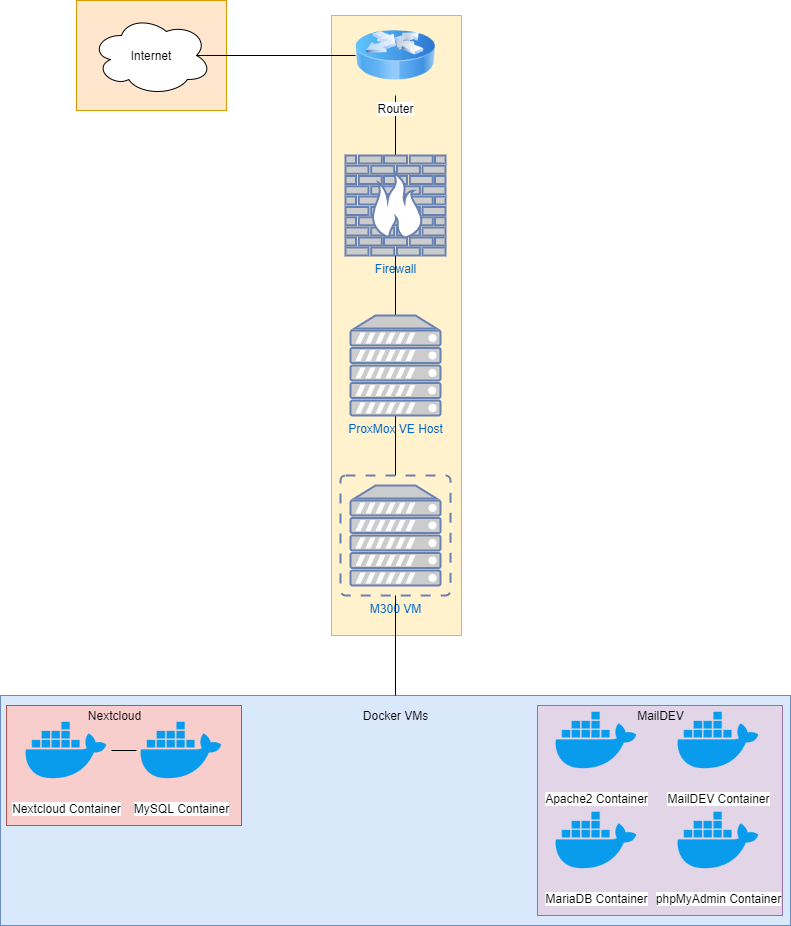 Internet
Router
Firewall
ProxMox VE Host
M300 VM
Docker VMs
Nextcloud
Nextcloud Container
MySQL Container
MailDEV
Apache2 Container
MailDEV Container
MariaDB Container
phpMyAdmin Container